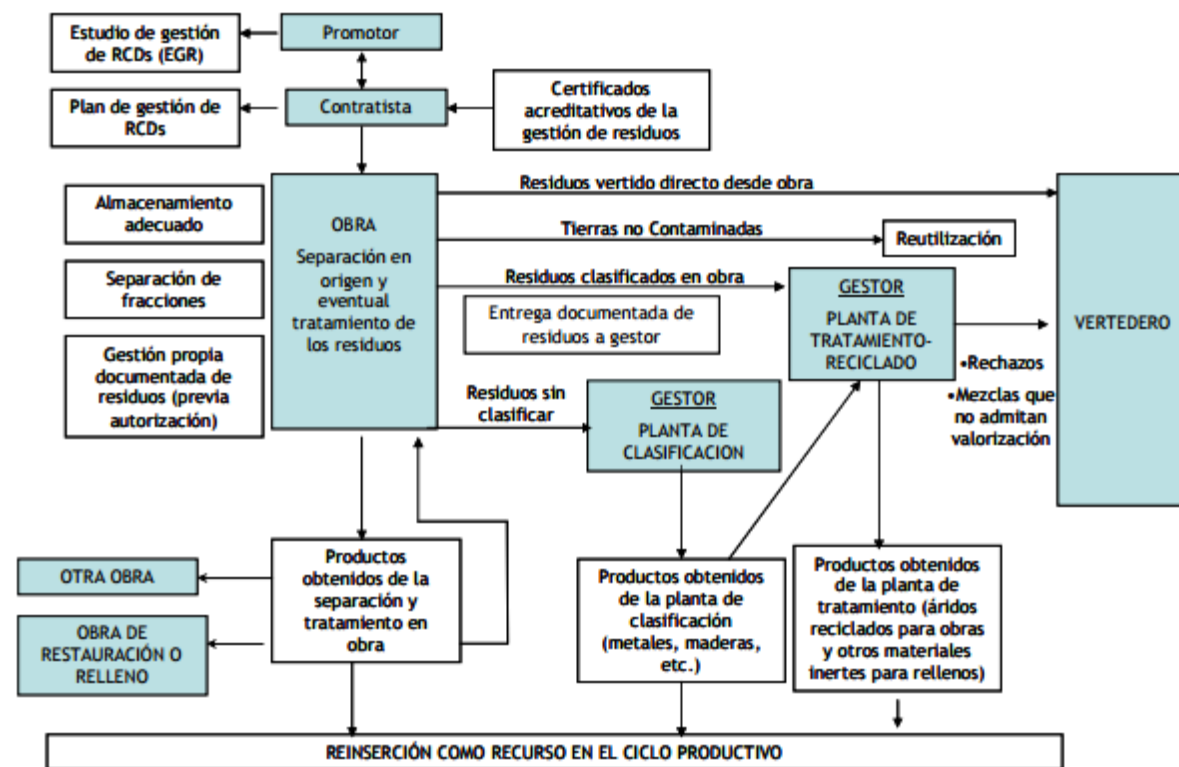 Estudio de gestión
de RCDs (EGR)
Promotor
Plan de gestión de
RCDs
Contratista
Certificados
acreditativos de la
gestión de residuos
Almacenamiento
adecuado
Separación de
fracciones
Gestión propia
documentada de
residuos (previa
autorización)
OBRA
Separación en
origen y
eventual
tratamiento de
los residuos
Residuos vertido directo desde obra
Tierras no Contaminadas
Reutilización
Residuos clasificados en obra
Entrega documentada de
residuos a gestor
Residuos sin
clasificar
GESTOR
PLANTA DE
CLASIFICACION
GESTOR
PLANTA DE
TRATAMIENTO-
RECICLADO
•Rechazos
•Mezclas que
no admitan
valorización
VERTEDERO
OTRA OBRA
OBRA DE
RESTAURACIÓN O
RELLENO
Productos
obtenidos de la
separación y
tratamiento en
obra
Productos obtenidos
de la planta de
clasificación
(metales, maderas,
etc.)
Productos obtenidos
de la planta de
tratamiento (áridos
reciclados para obras
y otros materiales
inertes para rellenos)
REINSERCIÓN COMO RECURSO EN EL CICLO PRODUCTIVO